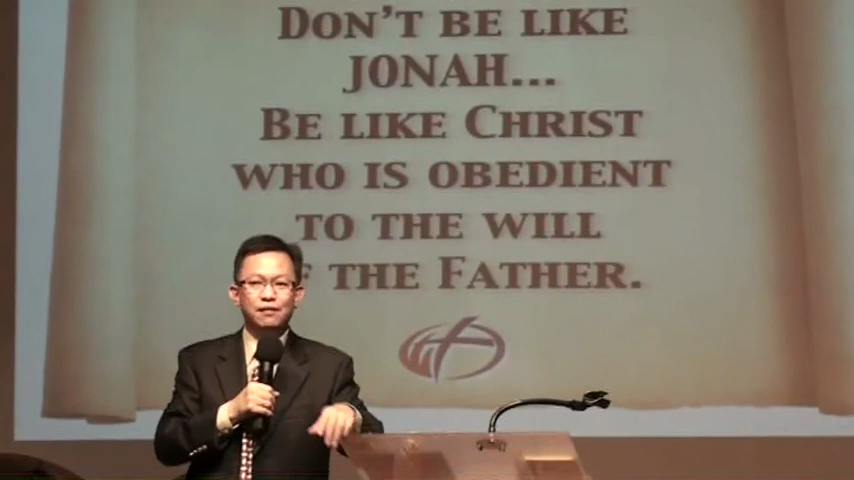 DON'T BE LIKE
JONAH...
BE LIKE CHRIST
WHO IS OBEDIENT
TO THE WILL
THE FATHER.